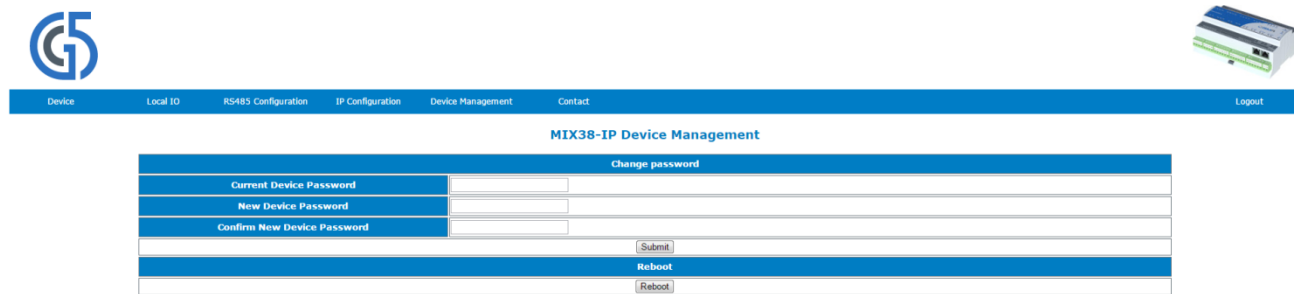 G5
Device Local IO RS485 Configuration IP Configuration Device Management Contact Logout
MIX38-IP Device Management
Change password
Current Device Password
New Device Password
Confirm New Device Password
Submit
Reboot
Reboot